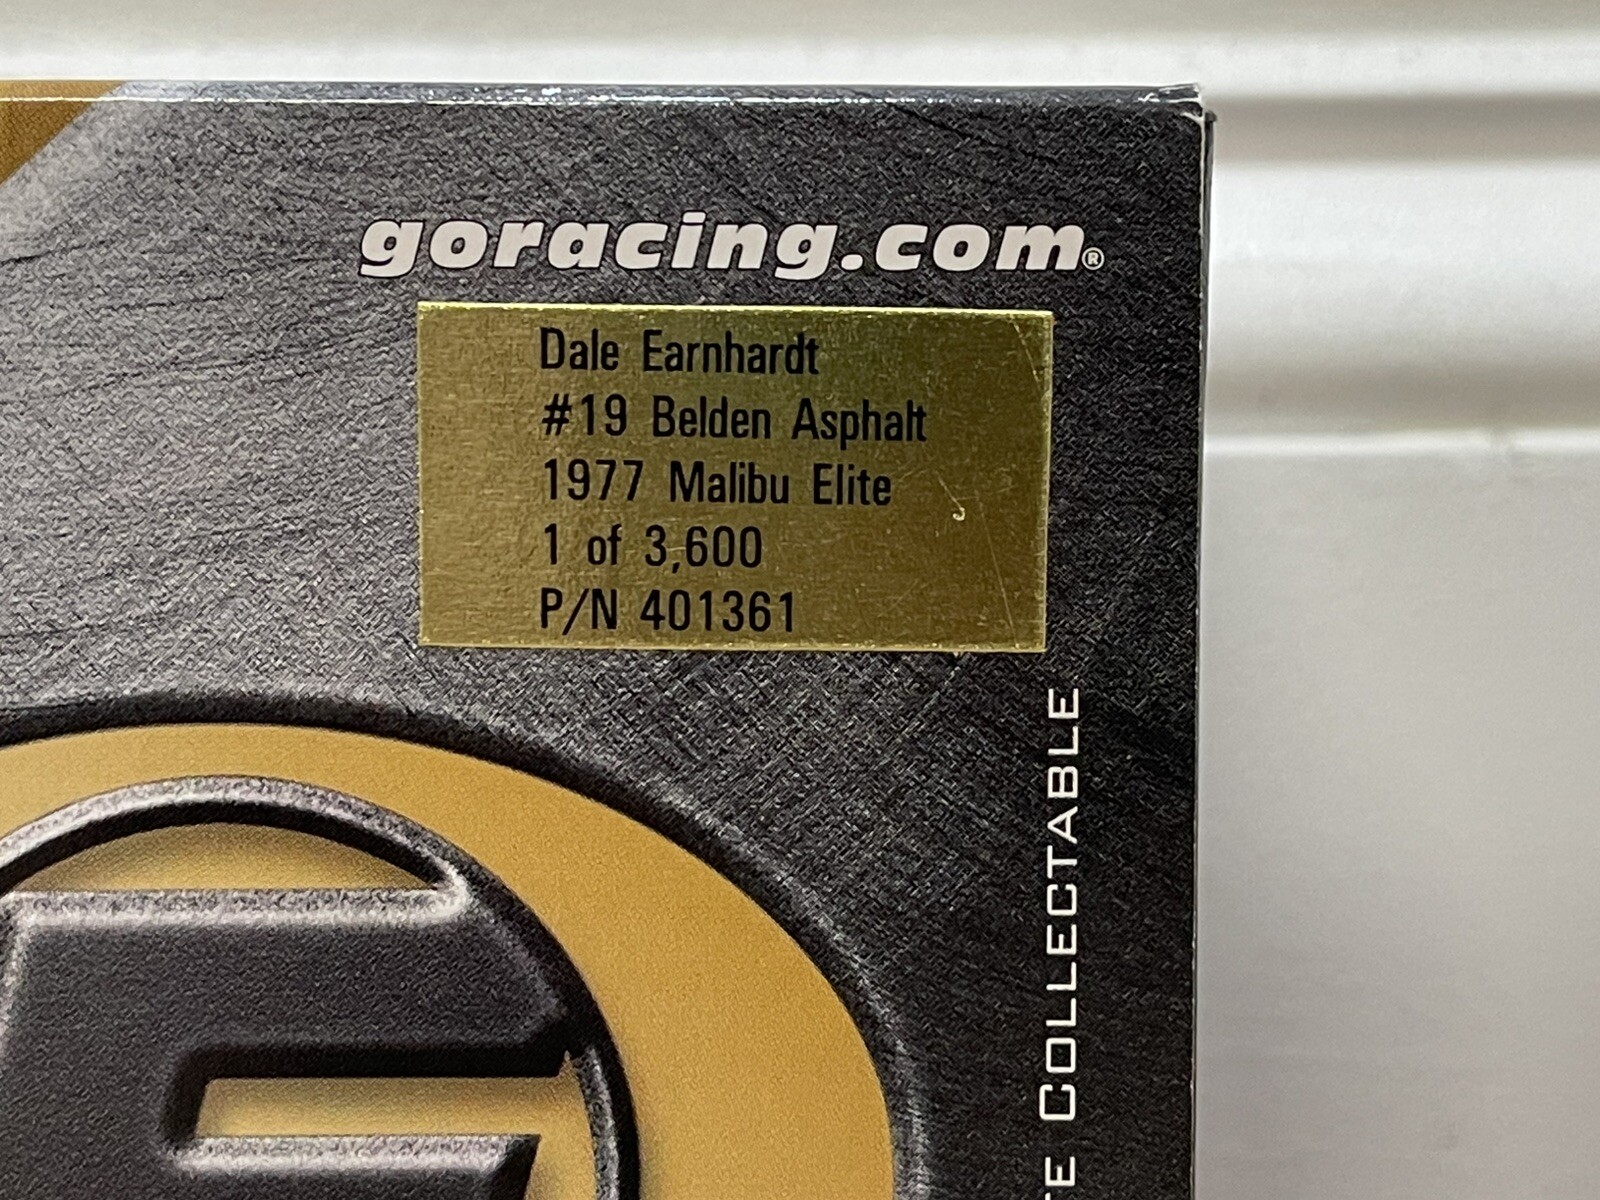 goracing.com®
Dale Earnhardt
#19 Belden Asphalt
1977 Malibu Elite
1 of 3,600
P/N 401361
COLLECTABLE
E